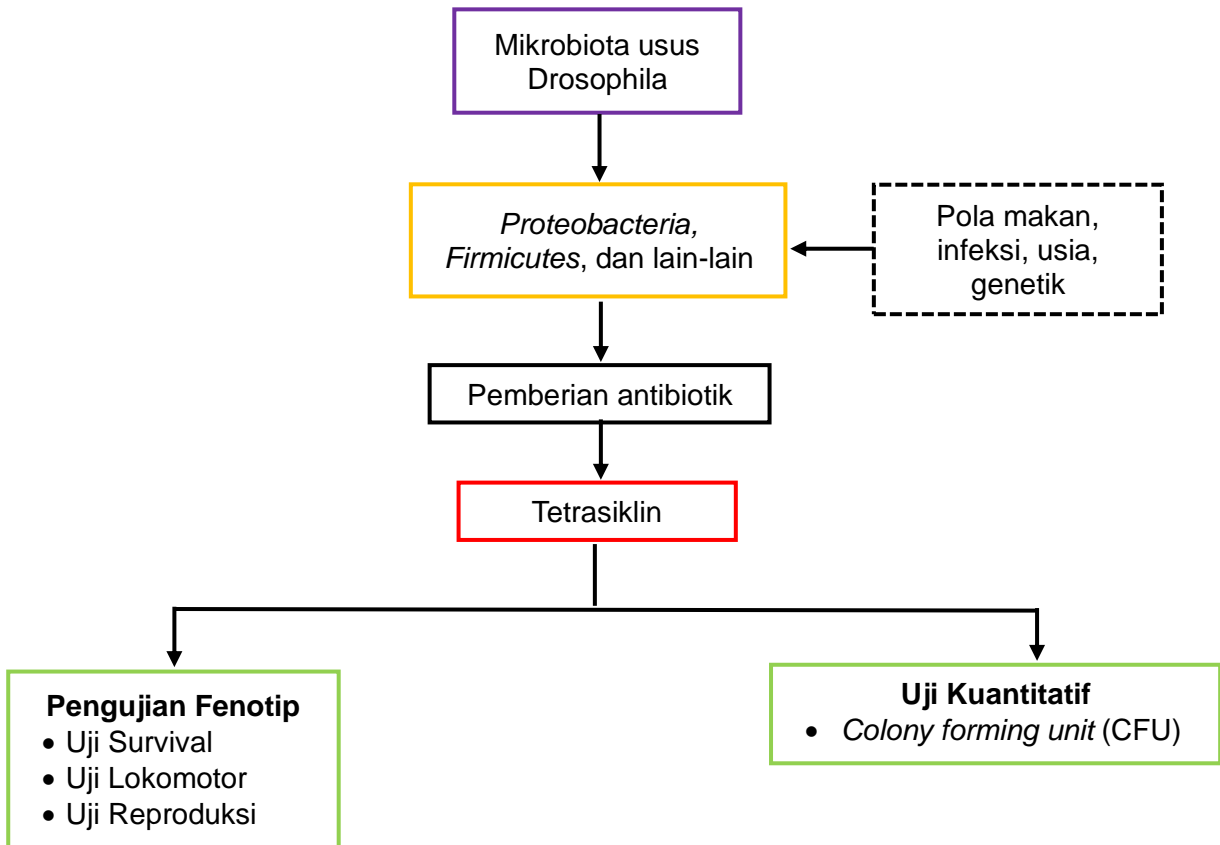 Mikrobiota usus
Drosophila
Proteobacteria,
Firmicutes, dan lain-lain
Pola makan,
infeksi, usia,
genetik
Pemberian antibiotik
Tetrasiklin
Pengujian Fenotip
• Uji Survival
• Uji Lokomotor
• Uji Reproduksi
Uji Kuantitatif
• Colony forming unit (CFU)